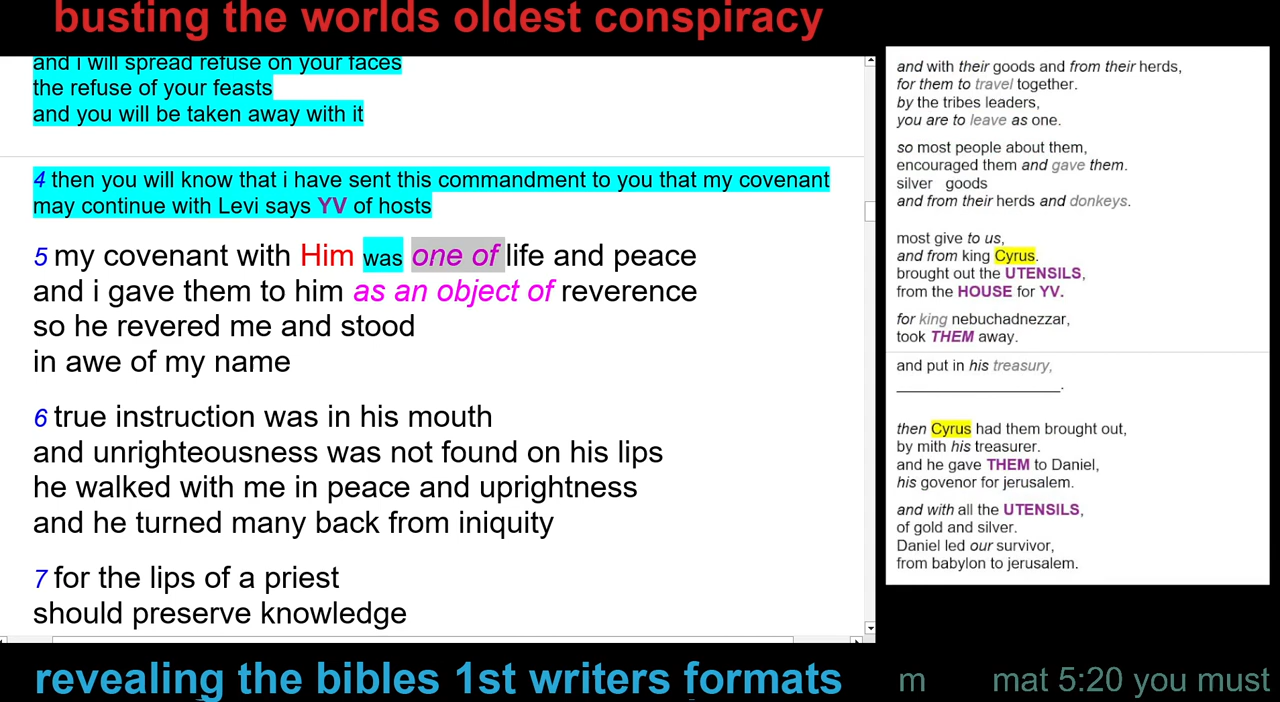 busting the worlds oldest conspiracy
and i will spread refuse on your faces
the refuse of your feasts
and you will be taken away with it
4 then you will know that i have sent this commandment to you that my covenant
may continue with Levi says YV of hosts
5 my covenant with Him was one of life and peace
and i gave them to him as an object of reverence
so he revered me and stood
in awe of my name
6 true instruction was in his mouth
and unrighteousness was not found on his lips
he walked with me in peace and uprightness
and he turned many back from iniquity
7 for the lips of a priest
should preserve knowledge
and with their goods and from their herds,
for them to travel together.
by the tribes leaders,
you are to leave as one.
so most people about them,
encouraged them and gave them.
silver goods
and from their herds and donkeys.
most give to us,
and from king Cyrus.
brought out the UTENSILS,
from the HOUSE for YV.
for king nebuchadnezzar,
took THEM away.
and put in his treasury,
____________________.
then Cyrus had them brought out,
by mith his treasurer.
and he gave THEM to Daniel,
his govenor for jerusalem.
and with all the UTENSILS,
of gold and silver.
Daniel led our survivor,
from babylon to jerusalem.
revealing the bibles 1st writers formats
m mat 5:20 you must